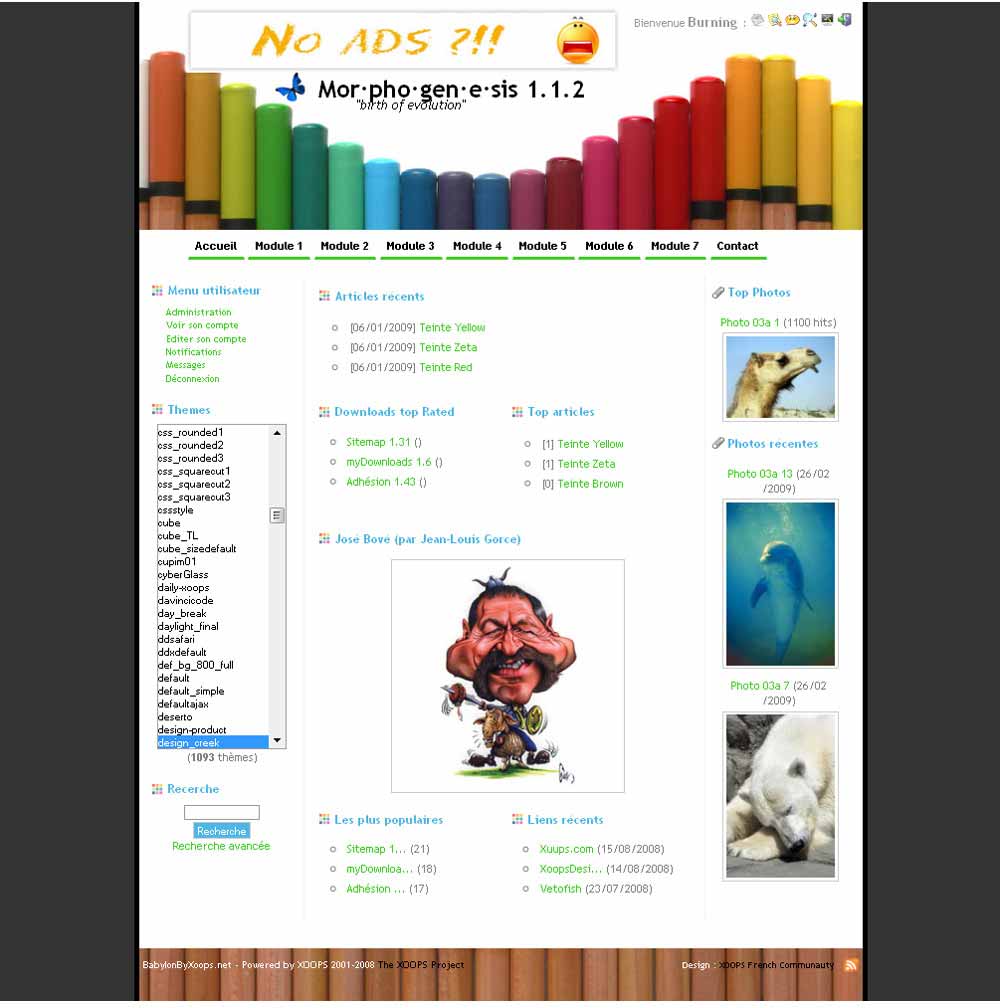 No ADS ?!!
Bienvenue Burning :
Mor·pho·gen·e·sis 1.1.2
"birth of evolution"
Accueil Module 1 Module 2 Module 3 Module 4 Module 5 Module 6 Module 7 Contact
Menu utilisateur
Administration
Voir son compte
Editer son compte
Notifications
Messages
Déconnexion
Themes
css_rounded1
css_rounded2
css_rounded3
css_squarecut1
css_squarecut2
css_squarecut3
cssstyle
cube
cube_TL
cube_sizedefault
cupim01
cyberGlass
daily-xoops
davincicode
day_break
daylight_final
ddsafari
ddxdefault
def_bg_800_full
default
default_simple
defaultajax
deserto
design-product
design_creek
(1093 thèmes)
Recerche
Recherche
Recherche avancée
Articles récents
[06/01/2009] Teinte Yellow
[06/01/2009] Teinte Zeta
[06/01/2009] Teinte Red
Downloads top Rated
Sitemap 1.31 ()
myDownloads 1.6 ()
Adhésion 1.43 ()
Top articles
[1] Teinte Yellow
[1] Teinte Zeta
[0] Teinte Brown
José Bové (par Jean-Louis Gorce)
Les plus populaires
Sitemap 1... (21)
myDownloa... (18)
Adhésion ... (17)
Liens récents
Xuups.com (15/08/2008)
XoopsDesi... (14/08/2008)
Vetofish (23/07/2008)
Top Photos
Photo 03a 1 (1100 hits)
Photos récentes
Photo 03a 13 (26/02
/2009)
Photo 03a 7 (26/02
/2009)
BabylonByXoops.net - Powered by XOOPS 2001-2008 The XOOPS Project
Design : XOOPS French Communauty